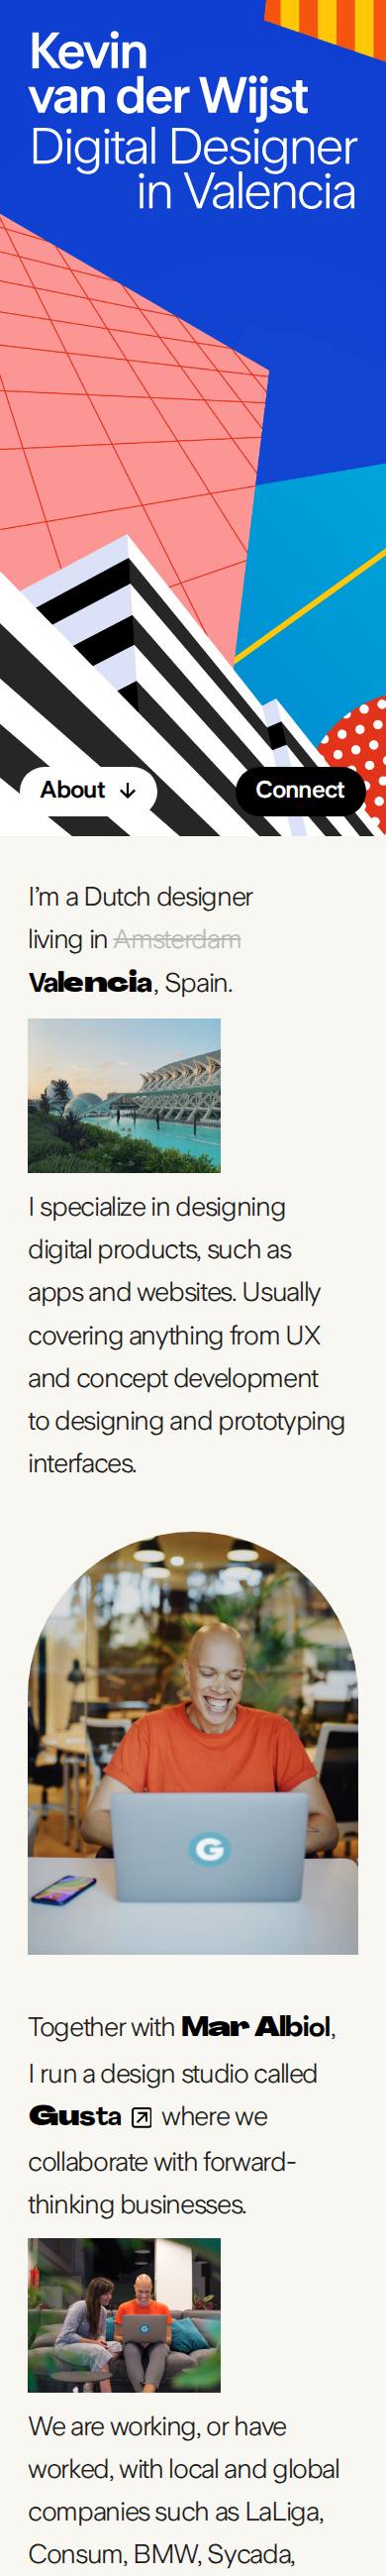 Kevin
van der Wijst
Digital Designer
in Valencia
About ↓
Connect
I'm a Dutch designer
living in Amsterdam
Valencia, Spain.
I specialize in designing
digital products, such as
apps and websites. Usually
covering anything from UX
and concept development
to designing and prototyping
interfaces.
G
Together with Mar Albiol,
I run a design studio called
Gusta where we
collaborate with forward-
thinking businesses.
G
We are working, or have
worked, with local and global
companies such as LaLiga,
Consum, BMW, Sycada,